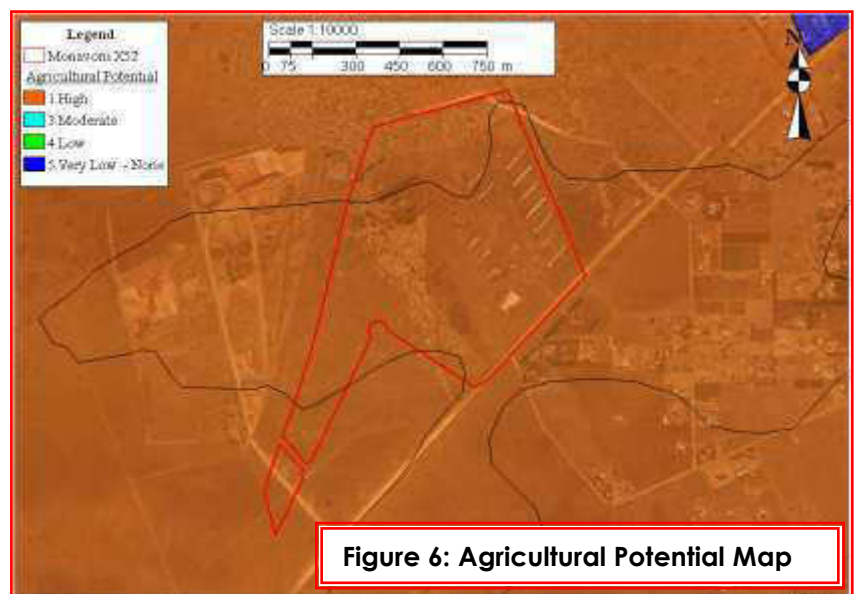 Legend
Monavoni X52
Agricultural Potential
1.High
3.Moderate
4.Low
5.Very Low - None
Scale 1:10000
0 75 300 450 600 750 m
N
Figure 6: Agricultural Potential Map